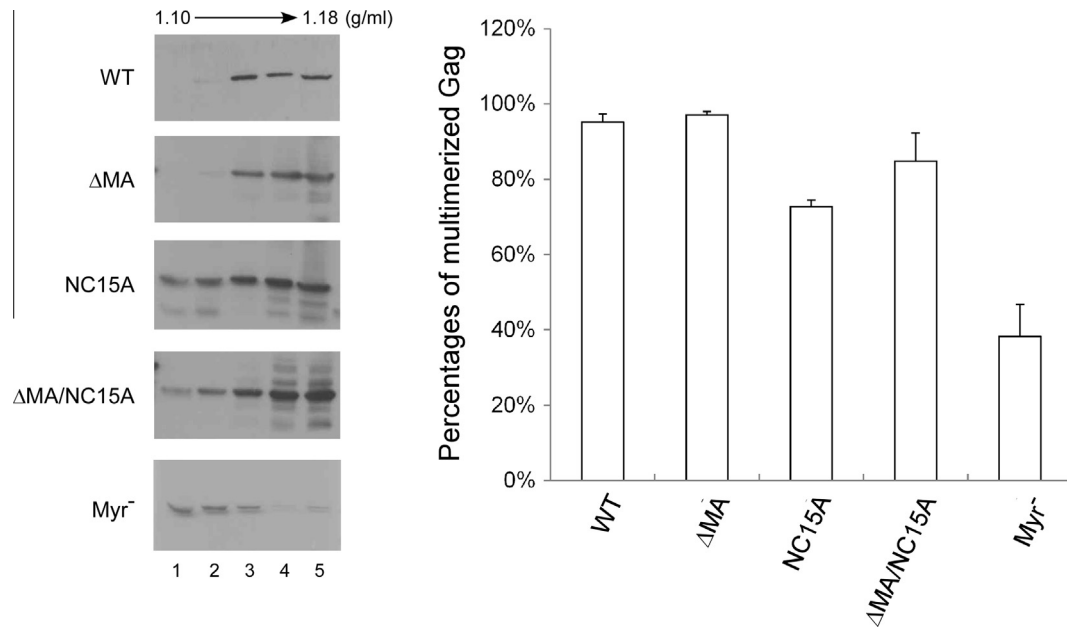 1.10 1.18 (g/ml)
WT
ΔMA
NC15A
ΔMA/NC15A
Myr⁻
1 2 3 4 5
Percentages of multimerized Gag
120%
100%
80%
60%
40%
20%
0%
WT
ΔMA
NC15A
ΔMA/NC15A
Myr⁻